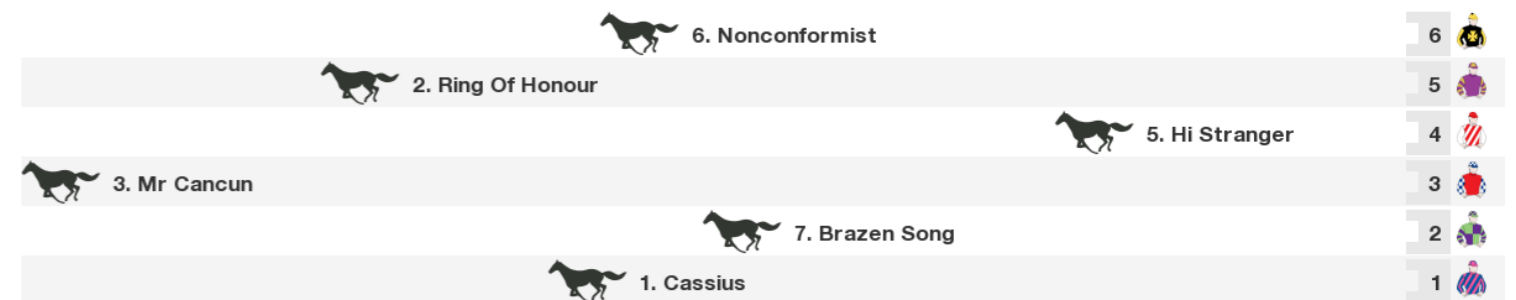 6. Nonconformist 6
2. Ring Of Honour 5
5. Hi Stranger 4
3. Mr Cancun 3
7. Brazen Song 2
1. Cassius 1